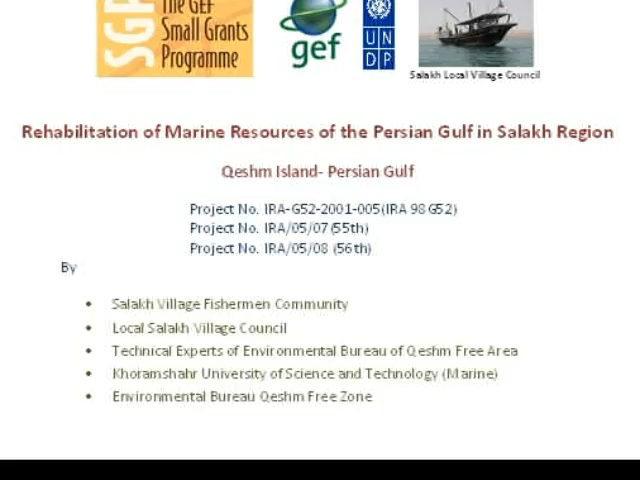 SGP
The GEF
Small Grants
Programme
gef
U N
D P
Salakh Local Village Council
Rehabilitation of Marine Resources of the Persian Gulf in Salakh Region
Qeshm Island- Persian Gulf
Project No. IRA-G52-2001-005(IRA 98 G52)
Project No. IRA/05/07 (55th)
Project No. IRA/05/08 (56th)
By
• Salakh Village Fishermen Community
• Local Salakh Village Council
• Technical Experts of Environmental Bureau of Qeshm Free Area
• Khoramshahr University of Science and Technology (Marine)
• Environmental Bureau Qeshm Free Zone